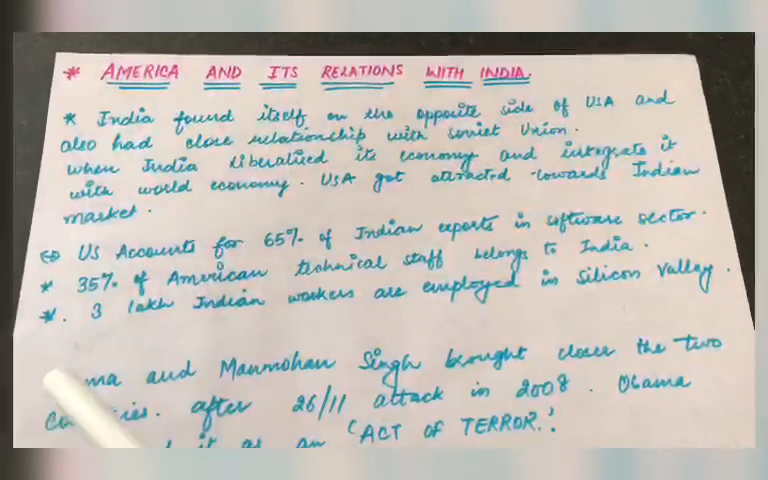 * AMERICA AND ITS RELATIONS WITH INDIA.
* India found itself on the opposite side of USA and
also had close relationship with Soviet Union.
when India liberalised its economy and integrate it
with world economy. USA got attracted towards Indian
market.
⇔ US Accounts for 65% of Indian exports in software sector.
* 35% of American technical staff belongs to India.
*. 3 lakh Indian workers are employed in Silicon Valley.
ma and Manmohan Singh brought closer the two
after 26/11 attack in 2008. Obama
it as an 'ACT OF TERROR.'